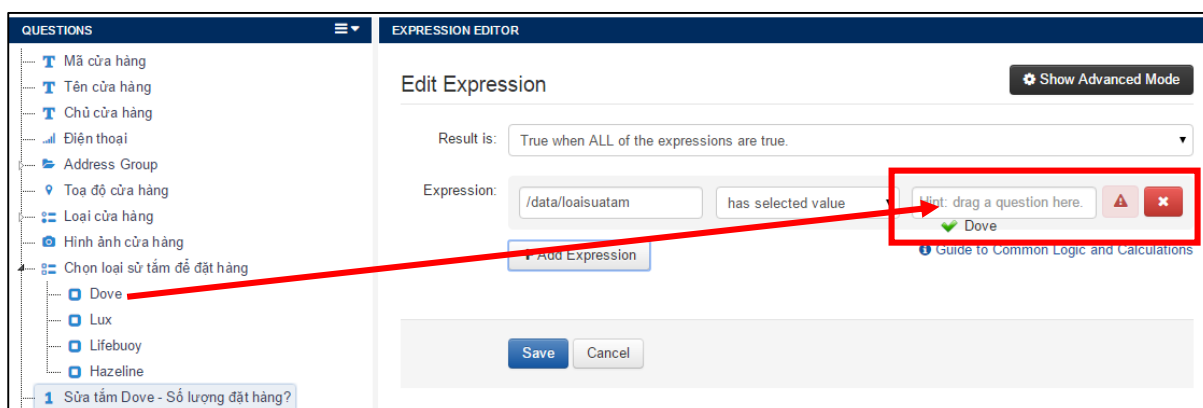 QUESTIONS
Mã cửa hàng
Tên cửa hàng
Chủ cửa hàng
Điện thoại
Address Group
Toạ độ cửa hàng
Loại cửa hàng
Hình ảnh cửa hàng
Chọn loại sử tắm để đặt hàng
Dove
Lux
Lifebuoy
Hazeline
1 Sửa tắm Dove - Số lượng đặt hàng?
EXPRESSION EDITOR
Edit Expression
Show Advanced Mode
Result is: True when ALL of the expressions are true.
Expression: /data/loaisuatam has selected value Hint: drag a question here.
Dove
Add Expression
Guide to Common Logic and Calculations
Save Cancel